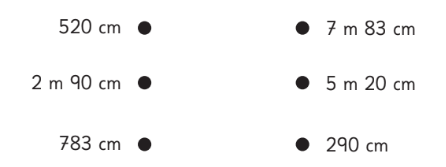 520 cm ● ● 7 m 83 cm
2 m 90 cm ● ● 5 m 20 cm
783 cm ● ● 290 cm